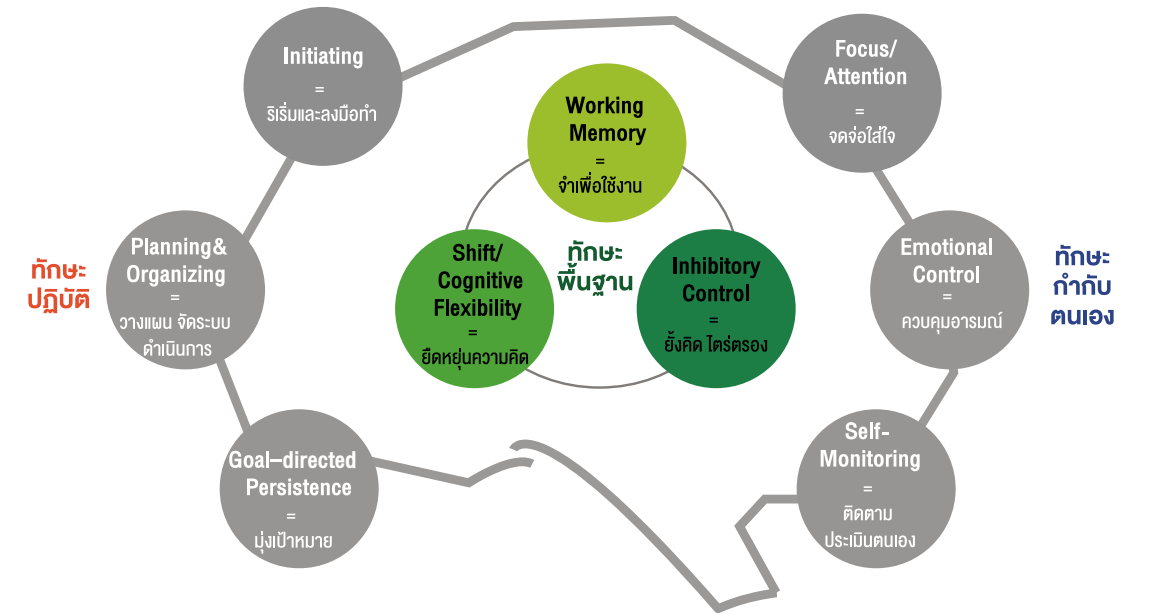 Initiating
=
ริเริ่มและลงมือทำ
Focus/
Attention
=
จดจ่อใส่ใจ
Working
Memory
=
จำเพื่อใช้งาน
ทักษะ
ปฏิบัติ
Planning&
Organizing
=
วางแผน จัดระบบ
ดำเนินการ
Shift/
Cognitive
Flexibility
=
ยืดหยุ่นความคิด
ทักษะ
พื้นฐาน
Inhibitory
Control
=
ยั้งคิด ไตร่ตรอง
Emotional
Control
=
ควบคุมอารมณ์
ทักษะ
กำกับ
ตนเอง
Goal–directed
Persistence
=
มุ่งเป้าหมาย
Self-
Monitoring
=
ติดตาม
ประเมินตนเอง